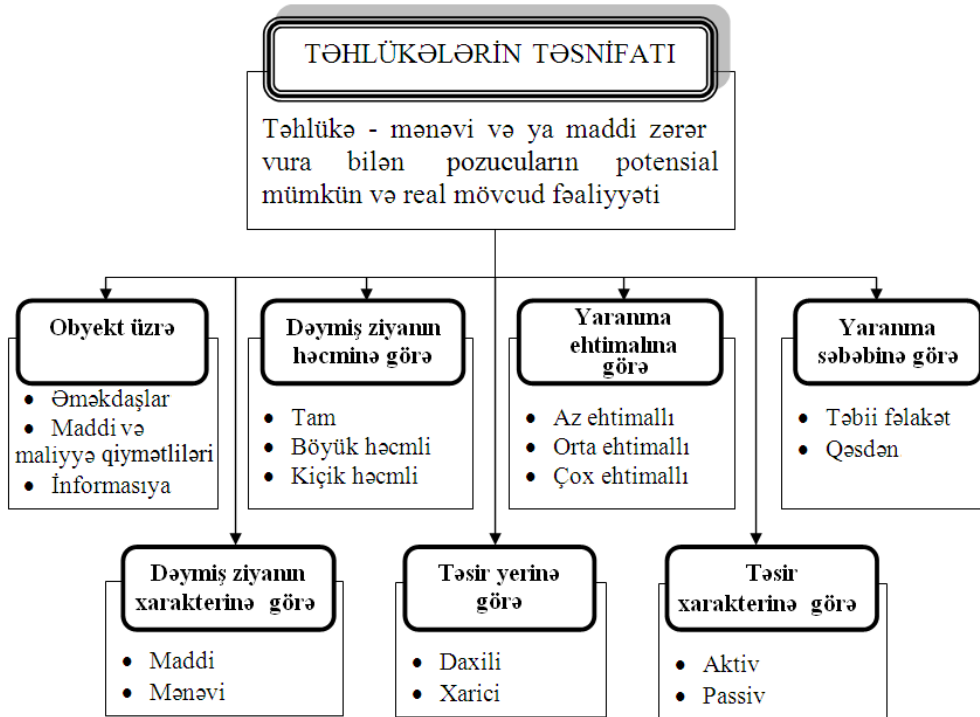 TƏHLÜKƏLƏRİN TƏSNİFATI
Təhlükə - mənəvi və ya maddi zərər
vura bilən pozucuların potensial
mümkün və real mövcud fəaliyyəti
Obyekt üzrə
• Əməkdaşlar
• Maddi və
maliyyə qiymətliləri
• İnformasıya
Dəymiş ziyanın
həcminə görə
• Tam
• Böyük həcmli
• Kiçik həcmli
Yaranma
ehtimalına
görə
• Az ehtimallı
• Orta ehtimallı
• Çox ehtimallı
Yaranma
səbəbinə görə
• Təbii fəlakət
• Qəsdən
Dəymiş ziyanın
xarakterinə görə
• Maddi
• Mənəvi
Təsir yerinə
görə
• Daxili
• Xarici
Təsir
xarakterinə görə
• Aktiv
• Passiv